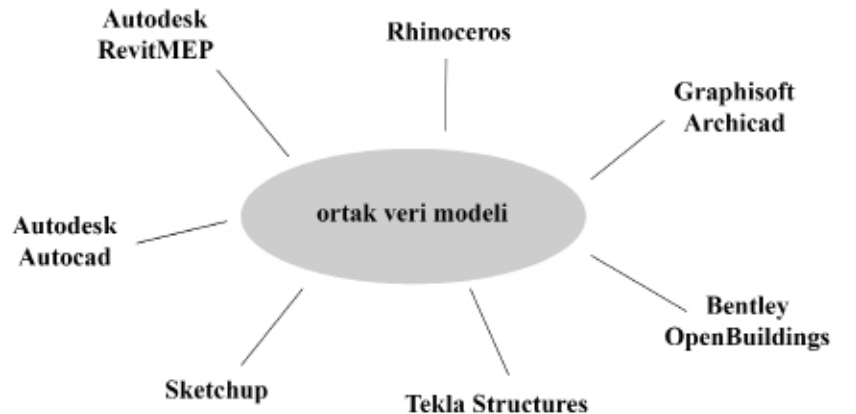 Autodesk
RevitMEP
Rhinoceros
Graphisoft
Archicad
ortak veri modeli
Autodesk
Autocad
Bentley
OpenBuildings
Sketchup
Tekla Structures